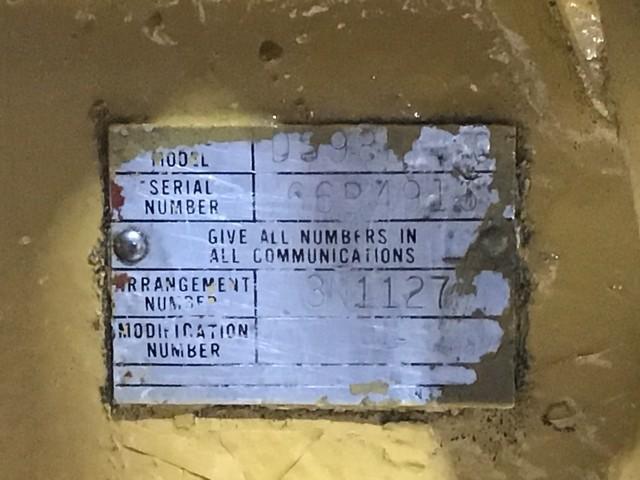 MODEL
SERIAL
NUMBER
GIVE ALL NUMBERS IN
ALL COMMUNICATIONS
ARRANGEMENT
NUMBER 3N1127
MODIFICATION
NUMBER